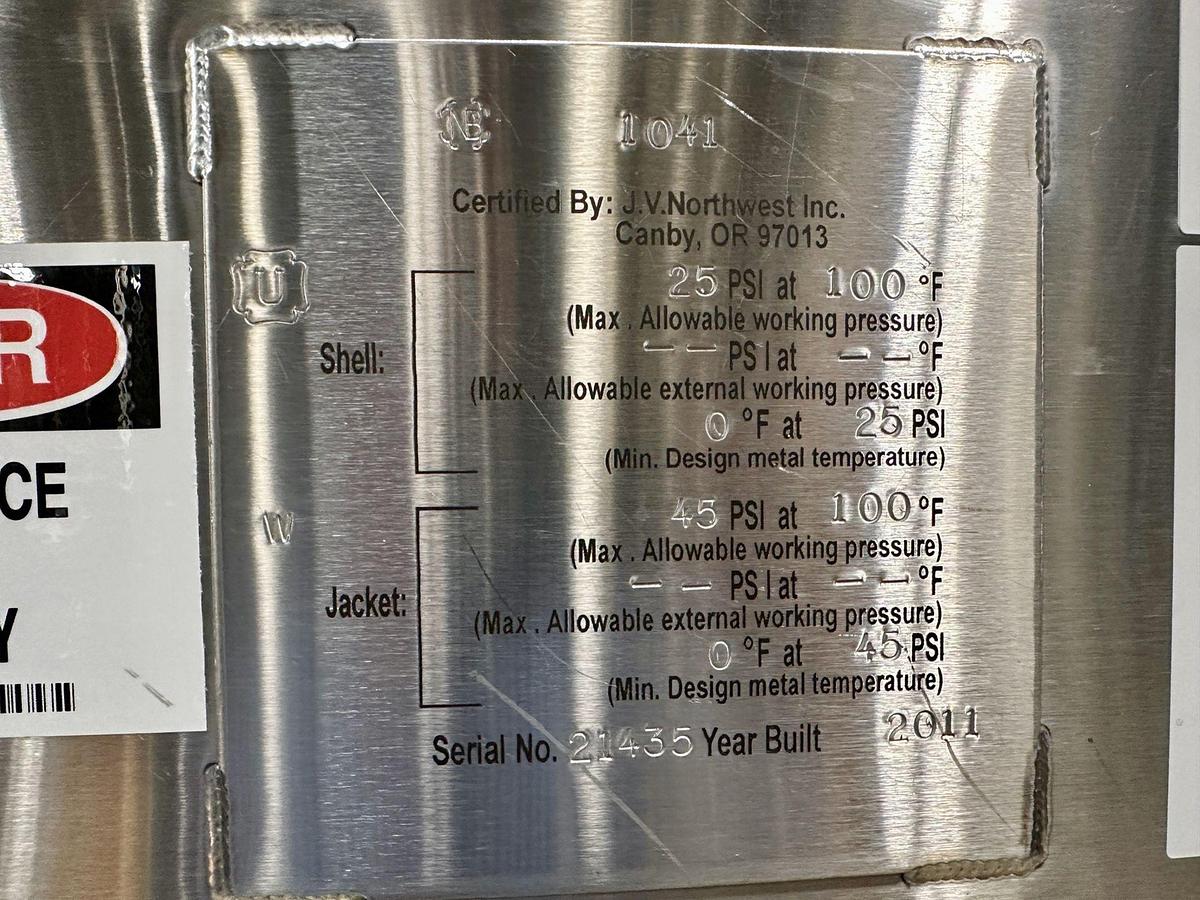 NB 1041
Certified By: J.V.Northwest Inc.
Canby, OR 97013
U
25 PSI at 100 °F
(Max . Allowable working pressure)
Shell:
— — PS I at — — °F
(Max . Allowable external working pressure)
0 °F at 25 PSI
(Min. Design metal temperature)
W
45 PSI at 100 °F
(Max . Allowable working pressure)
Jacket:
— — PS I at — — °F
(Max . Allowable external working pressure)
0 °F at 45 PSI
(Min. Design metal temperature)
Serial No. 21435 Year Built 2011
R
CE
Y